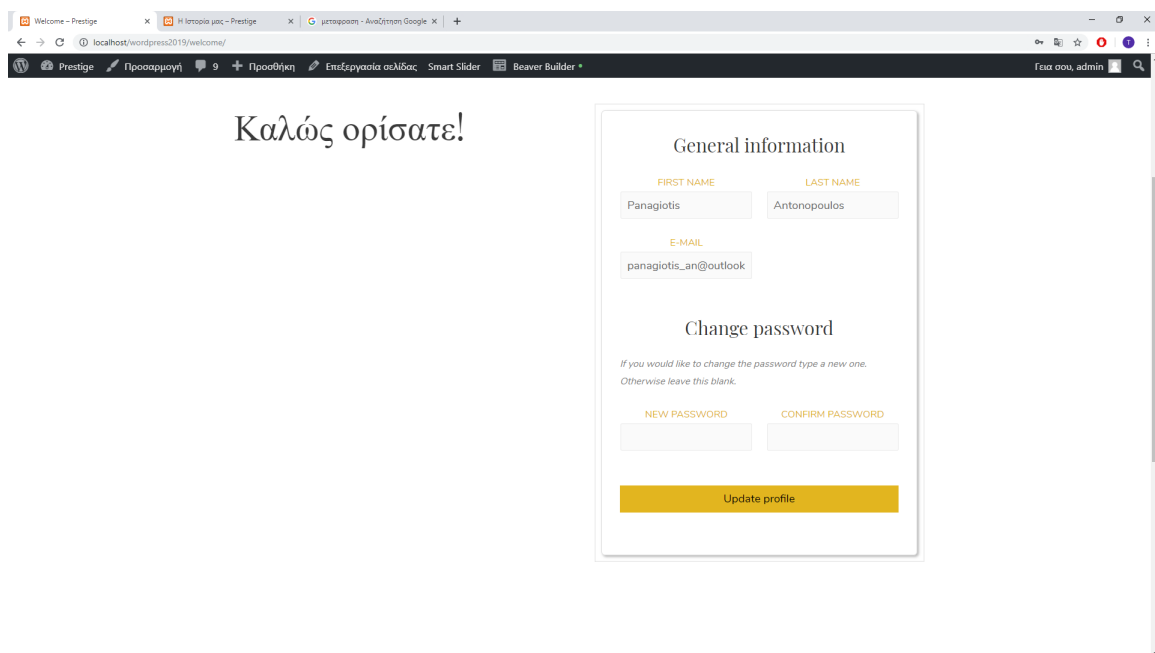 Welcome – Prestige
Η Ιστορία μας – Prestige
μεταφραση - Αναζήτηση Google
localhost/wordpress2019/welcome/
T
Prestige Προσαρμογή 9 Προσθήκη Επεξεργασία σελίδας Smart Slider Beaver Builder
Γεια σου, admin
Καλώς ορίσατε!
General information
FIRST NAME LAST NAME
Panagiotis Antonopoulos
E-MAIL
panagiotis_an@outlook
Change password
If you would like to change the password type a new one.
Otherwise leave this blank.
NEW PASSWORD CONFIRM PASSWORD
Update profile